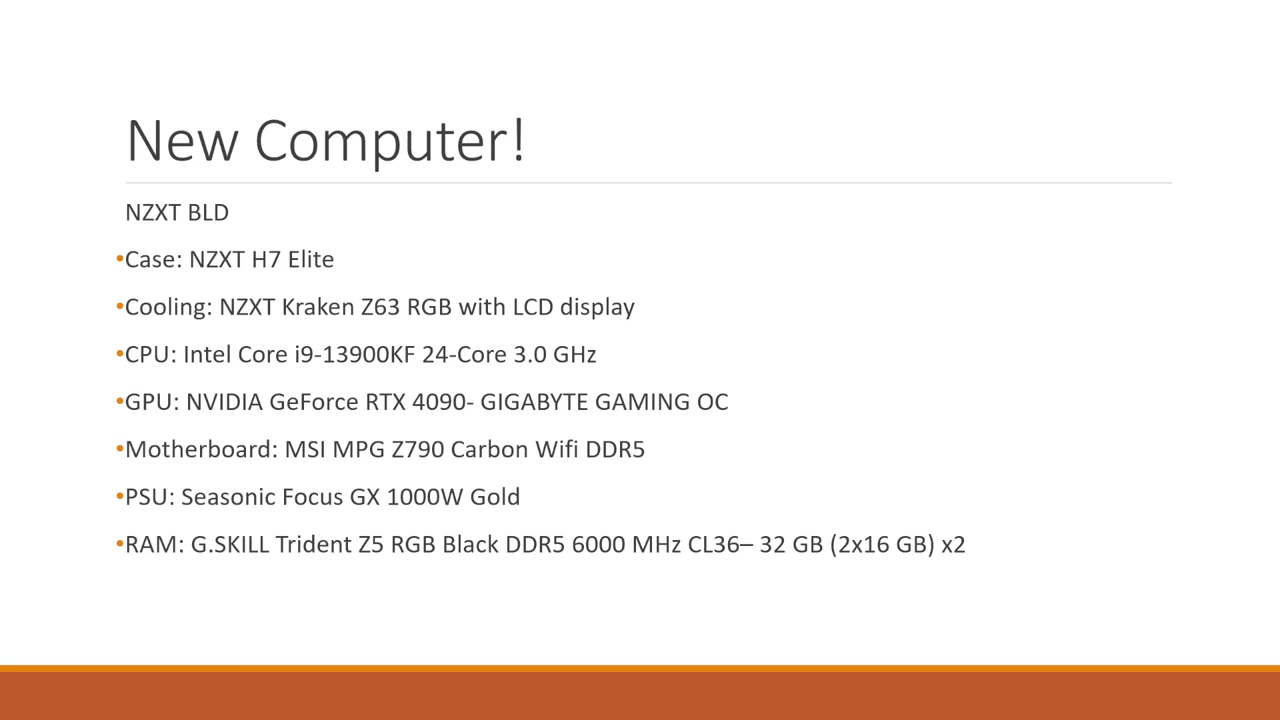 New Computer!
NZXT BLD
•Case: NZXT H7 Elite
•Cooling: NZXT Kraken Z63 RGB with LCD display
•CPU: Intel Core i9-13900KF 24-Core 3.0 GHz
•GPU: NVIDIA GeForce RTX 4090- GIGABYTE GAMING OC
•Motherboard: MSI MPG Z790 Carbon Wifi DDR5
•PSU: Seasonic Focus GX 1000W Gold
•RAM: G.SKILL Trident Z5 RGB Black DDR5 6000 MHz CL36– 32 GB (2x16 GB) x2